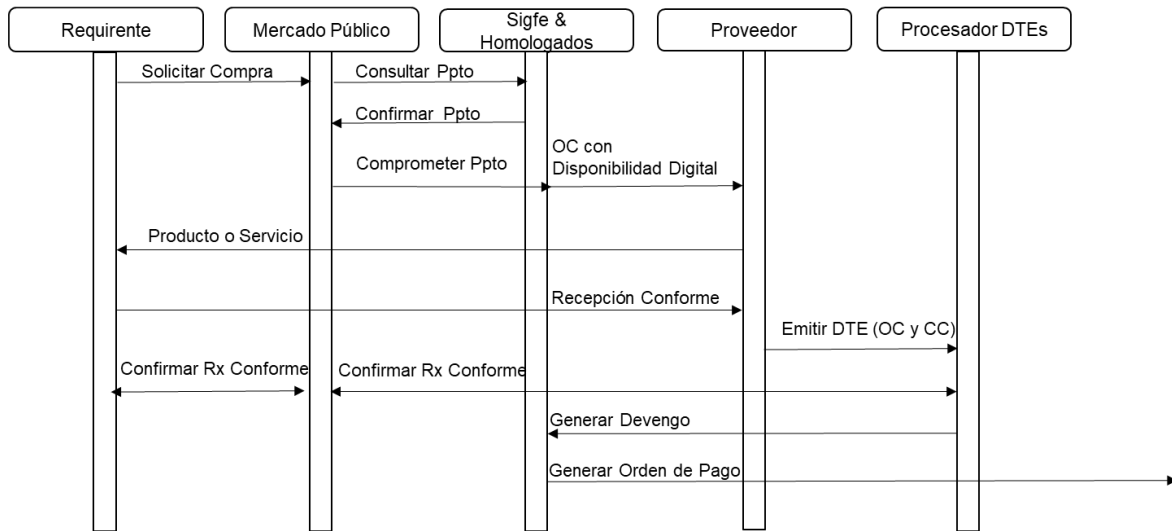 Requirente
Mercado Público
Sigfe &
Homologados
Proveedor
Procesador DTEs
Solicitar Compra
Consultar Ppto
Confirmar Ppto
Comprometer Ppto
OC con
Disponibilidad Digital
Producto o Servicio
Recepción Conforme
Emitir DTE (OC y CC)
Confirmar Rx Conforme
Confirmar Rx Conforme
Generar Devengo
Generar Orden de Pago